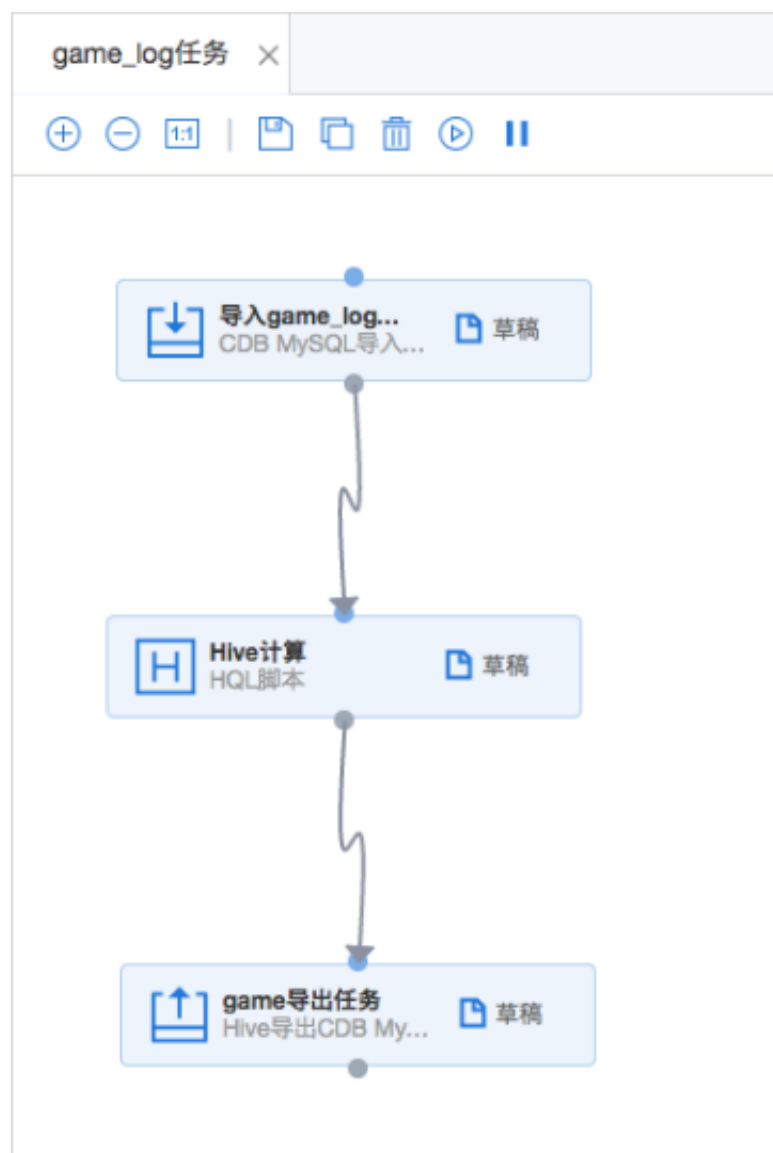 game_log任务
1:1
导入game_log...
CDB MySQL导入...
草稿
Hive计算
HQL脚本
草稿
game导出任务
Hive导出CDB My...
草稿